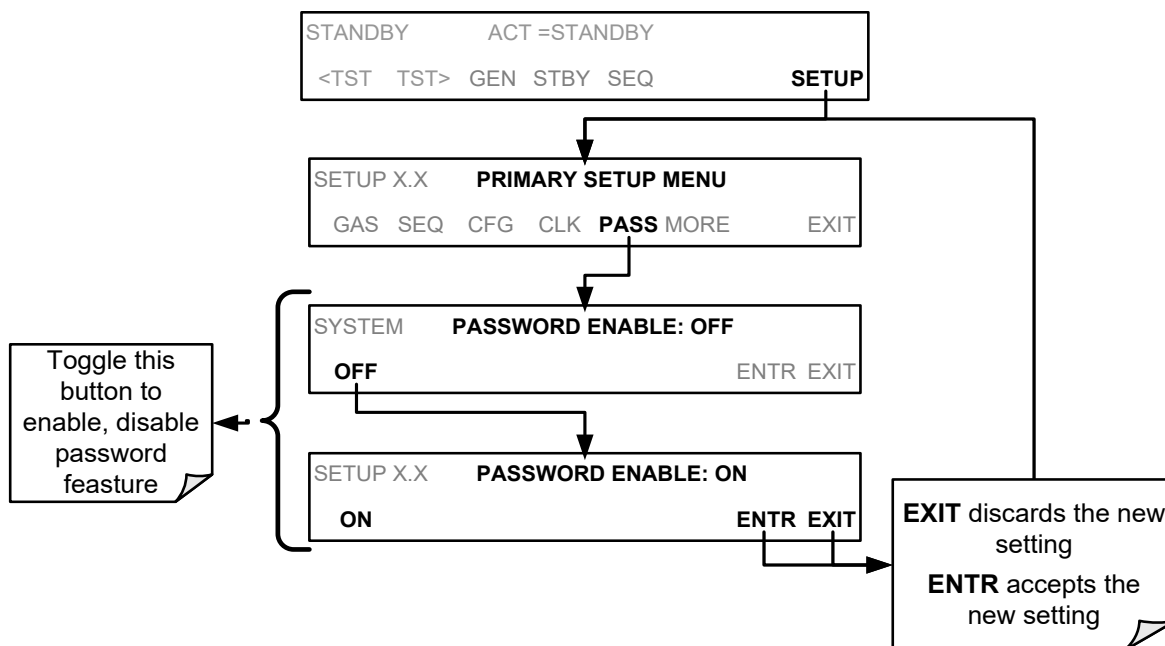 STANDBY ACT =STANDBY
<TST TST> GEN STBY SEQ SETUP
SETUP X.X PRIMARY SETUP MENU
GAS SEQ CFG CLK PASS MORE EXIT
SYSTEM PASSWORD ENABLE: OFF
OFF ENTR EXIT
Toggle this
button to
enable, disable
password
feasture
SETUP X.X PASSWORD ENABLE: ON
ON ENTR EXIT
EXIT discards the new
setting
ENTR accepts the
new setting